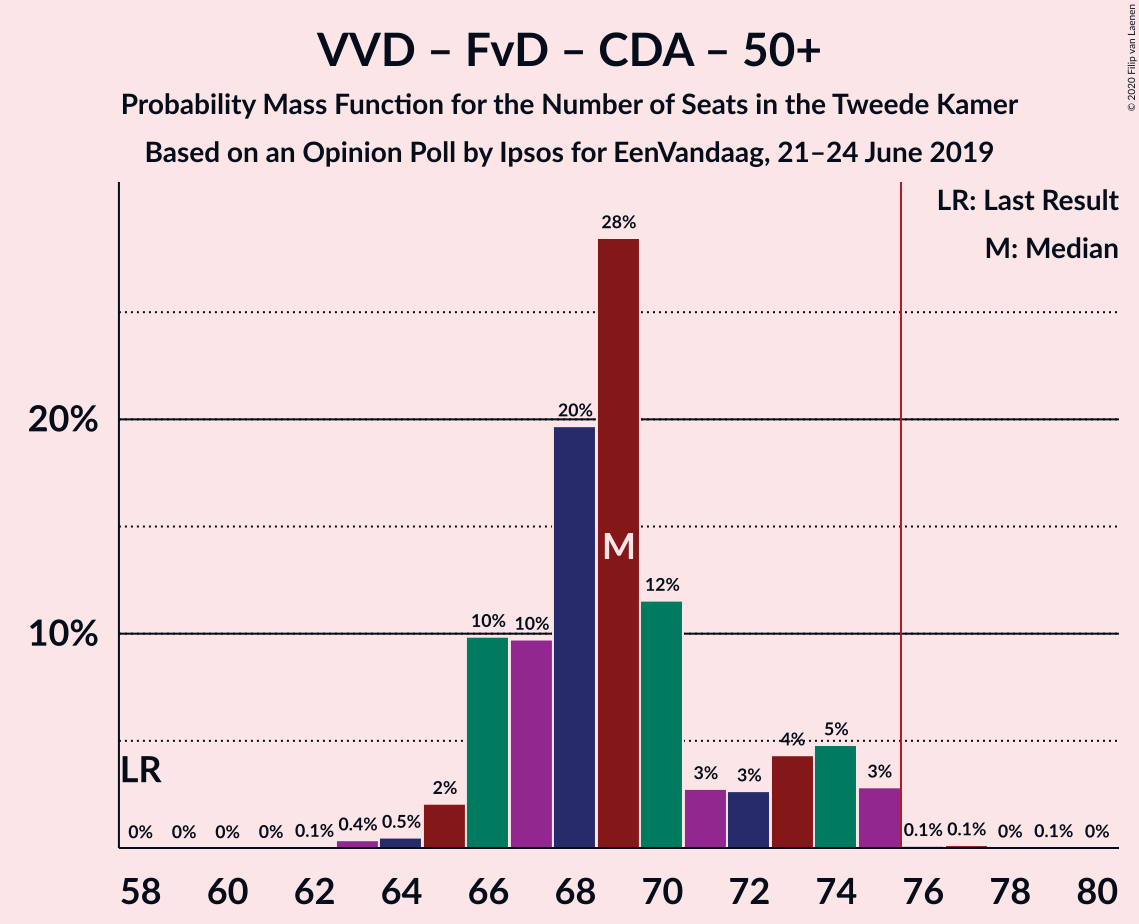 VVD – FvD – CDA – 50+
Probability Mass Function for the Number of Seats in the Tweede Kamer
Based on an Opinion Poll by Ipsos for EenVandaag, 21–24 June 2019
© 2020 Filip van Laenen
LR: Last Result
M: Median
28%
20%
20%
M
12%
10%
10%
10%
5%
4%
LR
3%
3%
3%
2%
0%
0%
0%
0%
0.1%
0.4%
0.5%
0.1%
0.1%
0%
0.1%
0%
58 60 62 64 66 68 70 72 74 76 78 80